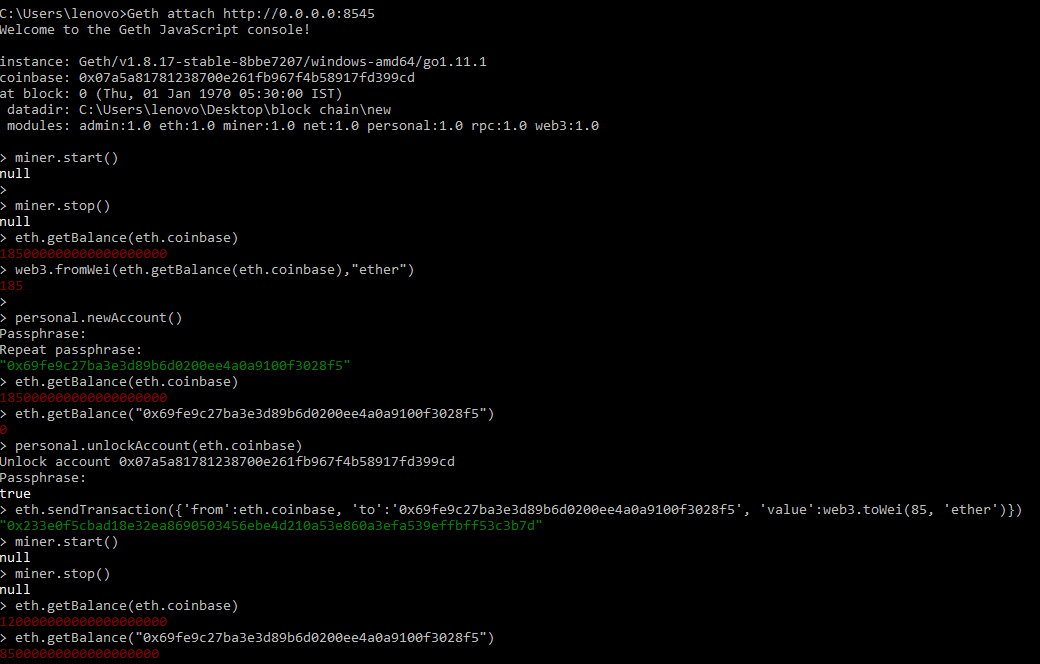 C:\Users\lenovo>Geth attach http://0.0.0.0:8545
Welcome to the Geth JavaScript console!
instance: Geth/v1.8.17-stable-8bbe7207/windows-amd64/go1.11.1
coinbase: 0x07a5a81781238700e261fb967f4b58917fd399cd
at block: 0 (Thu, 01 Jan 1970 05:30:00 IST)
datadir: C:\Users\lenovo\Desktop\block chain\new
modules: admin:1.0 eth:1.0 miner:1.0 net:1.0 personal:1.0 rpc:1.0 web3:1.0
> miner.start()
null
>
> miner.stop()
null
> eth.getBalance(eth.coinbase)
185000000000000000000
> web3.fromWei(eth.getBalance(eth.coinbase),"ether")
185
>
> personal.newAccount()
Passphrase:
Repeat passphrase:
"0x69fe9c27ba3e3d89b6d0200ee4a0a9100f3028f5"
> eth.getBalance(eth.coinbase)
185000000000000000000
> eth.getBalance("0x69fe9c27ba3e3d89b6d0200ee4a0a9100f3028f5")
0
> personal.unlockAccount(eth.coinbase)
Unlock account 0x07a5a81781238700e261fb967f4b58917fd399cd
Passphrase:
true
> eth.sendTransaction({'from':eth.coinbase, 'to':'0x69fe9c27ba3e3d89b6d0200ee4a0a9100f3028f5', 'value':web3.toWei(85, 'ether')})
"0x233e0f5cbad18e32ea8690503456ebe4d210a53e860a3efa539effbff53c3b7d"
> miner.start()
null
> miner.stop()
null
> eth.getBalance(eth.coinbase)
120000000000000000000
> eth.getBalance("0x69fe9c27ba3e3d89b6d0200ee4a0a9100f3028f5")
85000000000000000000